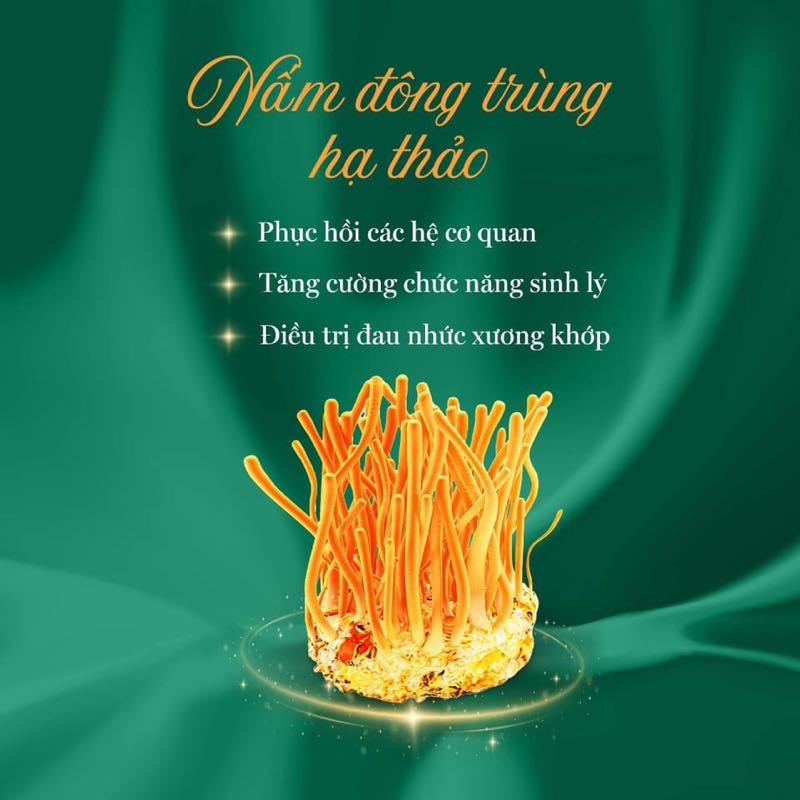 Nấm đông trùng
hạ thảo
Phục hồi các hệ cơ quan
Tăng cường chức năng sinh lý
Điều trị đau nhức xương khớp